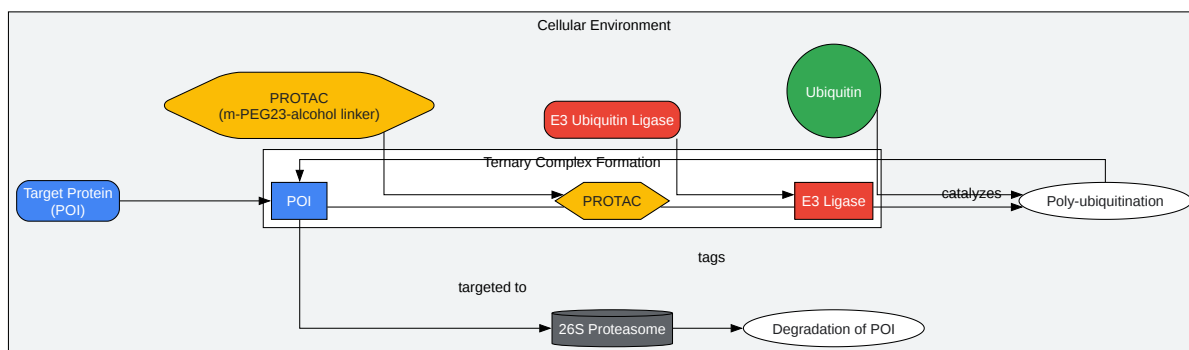 Cellular Environment
PROTAC
(m-PEG23-alcohol linker)
E3 Ubiquitin Ligase
Ubiquitin
Ternary Complex Formation
Target Protein
(POI)
POI
PROTAC
E3 Ligase
catalyzes
Poly-ubiquitination
tags
targeted to
26S Proteasome
Degradation of POI